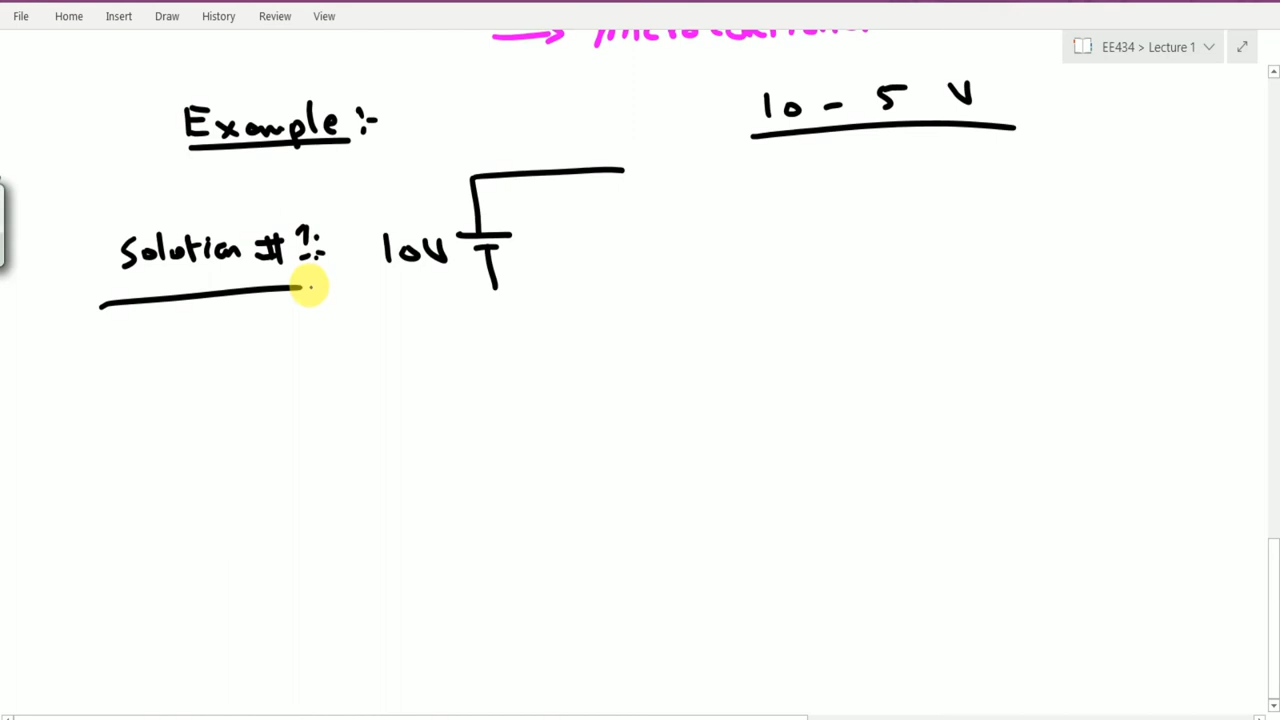 File Home Insert Draw History Review View
EE434 > Lecture 1
Example :-
10 - 5 V
Solution # 1:-
10V